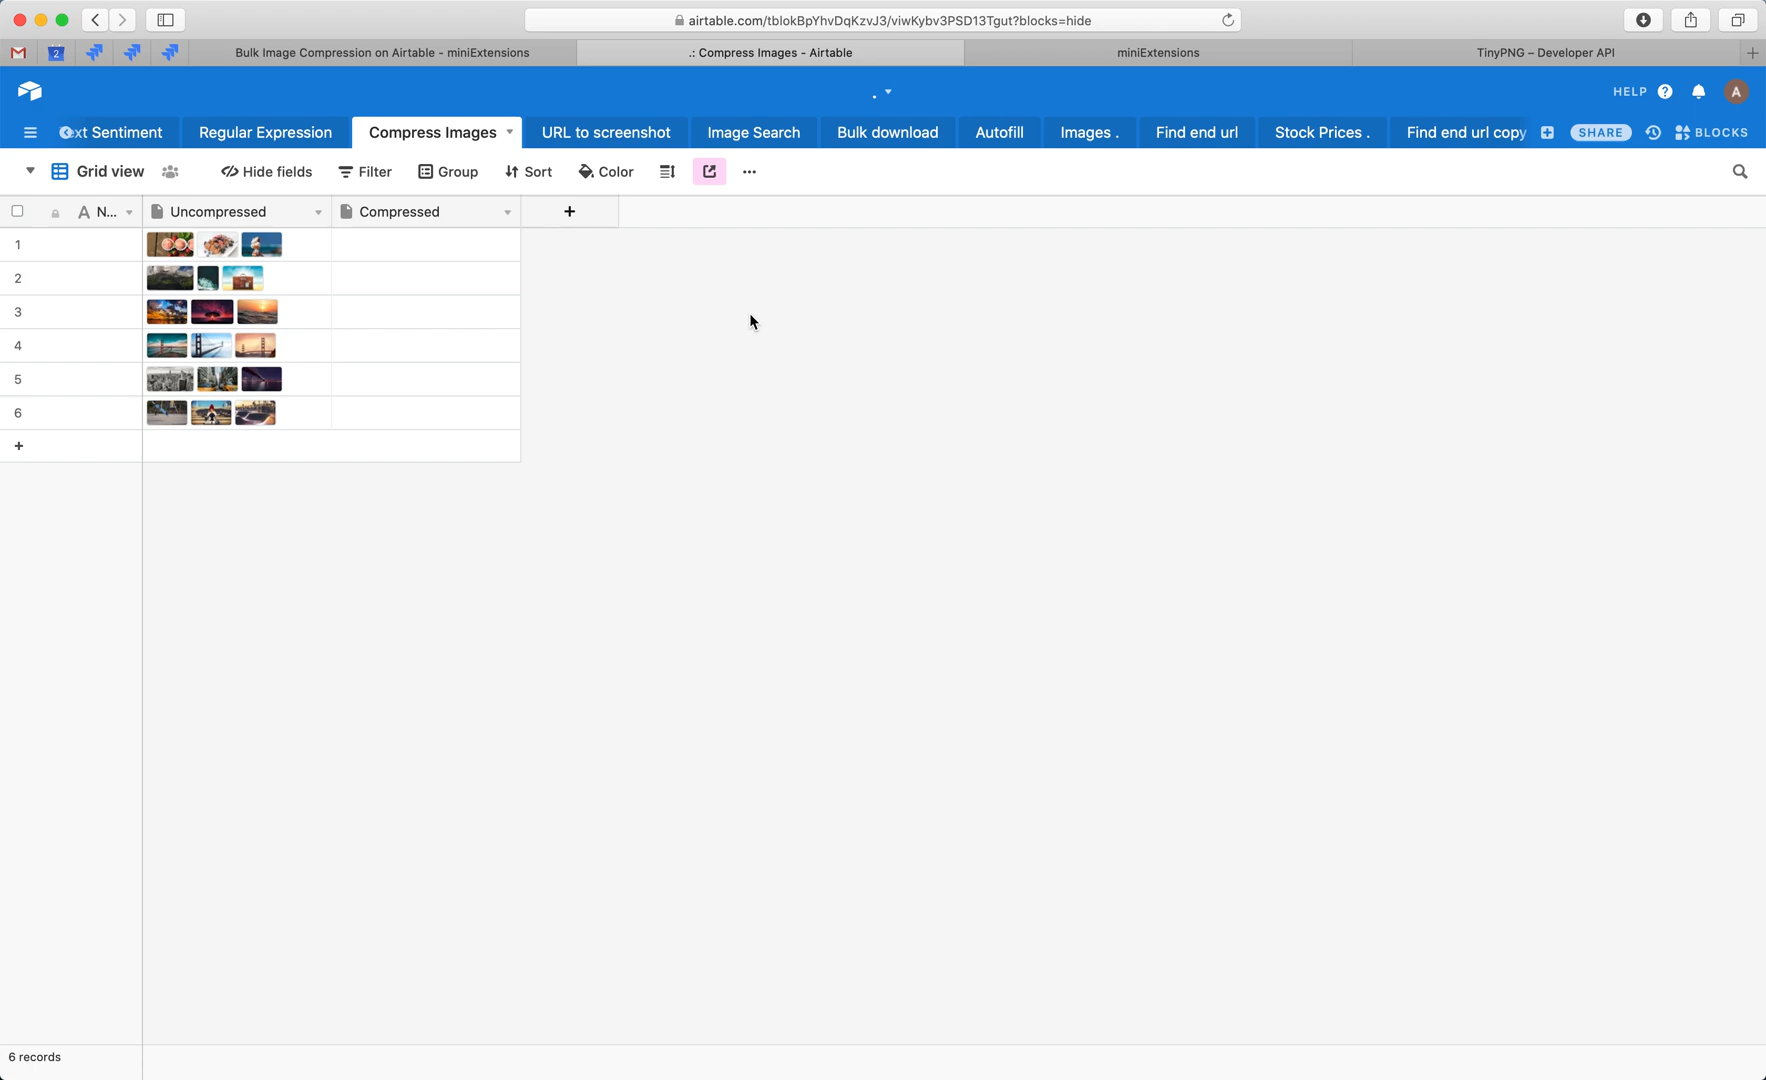 airtable.com/tblokBpYhvDqKzvJ3/viwKybv3PSD13Tgut?blocks=hide
2
Bulk Image Compression on Airtable - miniExtensions
.: Compress Images - Airtable
miniExtensions
TinyPNG – Developer API
.
HELP
A
ext Sentiment
Regular Expression
Compress Images
URL to screenshot
Image Search
Bulk download
Autofill
Images .
Find end url
Stock Prices .
Find end url copy
SHARE
BLOCKS
Grid view
Hide fields
Filter
Group
Sort
Color
A N...
Uncompressed
Compressed
+
1
2
3
4
5
6
+
6 records